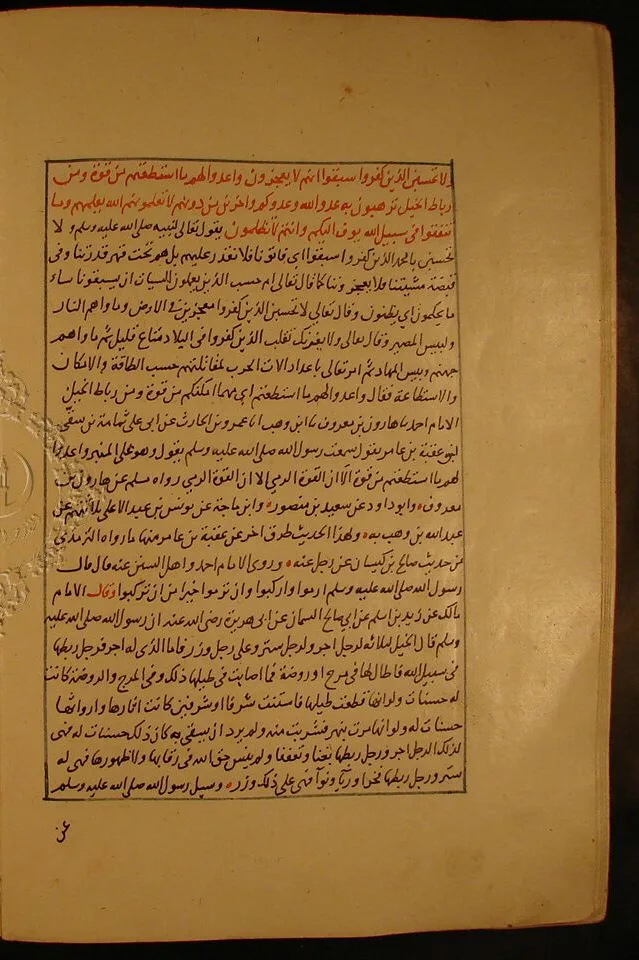 ولا تحسبن الذين كفروا سبقوا انهم لا يعجزون واعدوا لهم ما استطعتم من قوة ومن
رباط الخيل ترهبون به عدو الله وعدوكم واخرين من دونهم لا تعلمونهم الله يعلمهم وما
تنفقوا في سبيل الله يوف اليكم وانتم لا تظلمون يقول تعالى لنبيه صلى الله عليه وسلم ولا
تحسبن يا محمد الذين كفروا سبقوا اي فاتونا فلا نقدر عليهم بل هم تحت قهر قدرتنا وفي
قبضة مشيئتنا فلا يعجزوننا كما قال تعالى ام حسب الذين يعملون السيات ان يسبقونا ساء
ما يحكمون اي يظنون وقال تعالى لا تحسبن الذين كفروا معجزين في الارض وماواهم النار
ولبيس المصير وقال تعالى ولا يغرنك تقلب الذين كفروا في البلاد متاع قليل ثم ماواهم
جهنم وبيس المهاد ثم امر تعالى باعداد الات الحرب لمقاتلتهم حسب الطاقة والامكان
والاستطاعة فقال واعدوا لهم ما استطعتم اي مهما امكنكم من قوة ومن رباط الخيل
الامام احمد ثنا هارون بن معروف ثنا ابن وهب انا عمرو بن الحارث عن ابي علي ثمامة بن شفي
انه عقبة بن عامر يقول سمعت رسول الله صلى الله عليه وسلم يقول وهو على المنبر واعدوا
لهم ما استطعتم من قوة الا ان القوة الرمي الا ان القوة الرمي رواه مسلم عن هارون بن
معروف وابو داود عن سعيد بن منصور وابن ماجة عن يونس بن عبد الاعلى ثلاثتهم عن
عبد الله بن وهب به ولهذا الحديث طرق اخر عن عقبة بن عامر منها ما رواه الترمذي
من حديث صالح بن كيسان عن رجل عنه وروى الامام احمد واهل السنن عنه قال قال
رسول الله صلى الله عليه وسلم ارموا واركبوا وان ترموا خير من ان تركبوا وقال الامام
مالك عن زيد بن اسلم عن ابي صالح السمان عن ابي هريرة رضي الله عنه ان رسول الله صلى الله عليه
وسلم قال الخيل لثلاثه لرجل اجر ولرجل ستر وعلى رجل وزر فاما الذي له اجر فرجل ربطها
في سبيل الله فاطال لها في مرج او روضة فما اصابت في طيلها ذلك وفي المرج والروضة كانت
له حسنات ولو انها قطعت طيلها فاستنت شرفا او شرفين كانت اثارها وارواثها
حسنات له ولو انها مرت بنهر فشربت منه ولم يرد ان يسقي به كان ذلك حسنات له فهي
لذلك الرجل اجر ورجل ربطها تغنيا وتعففا ولم ينس حق الله في رقابها ولا ظهورها فهي له
ستر ورجل ربطها فخرا ورياء ونواء فهي على ذلك وزر وسيل رسول الله صلى الله عليه وسلم
عن